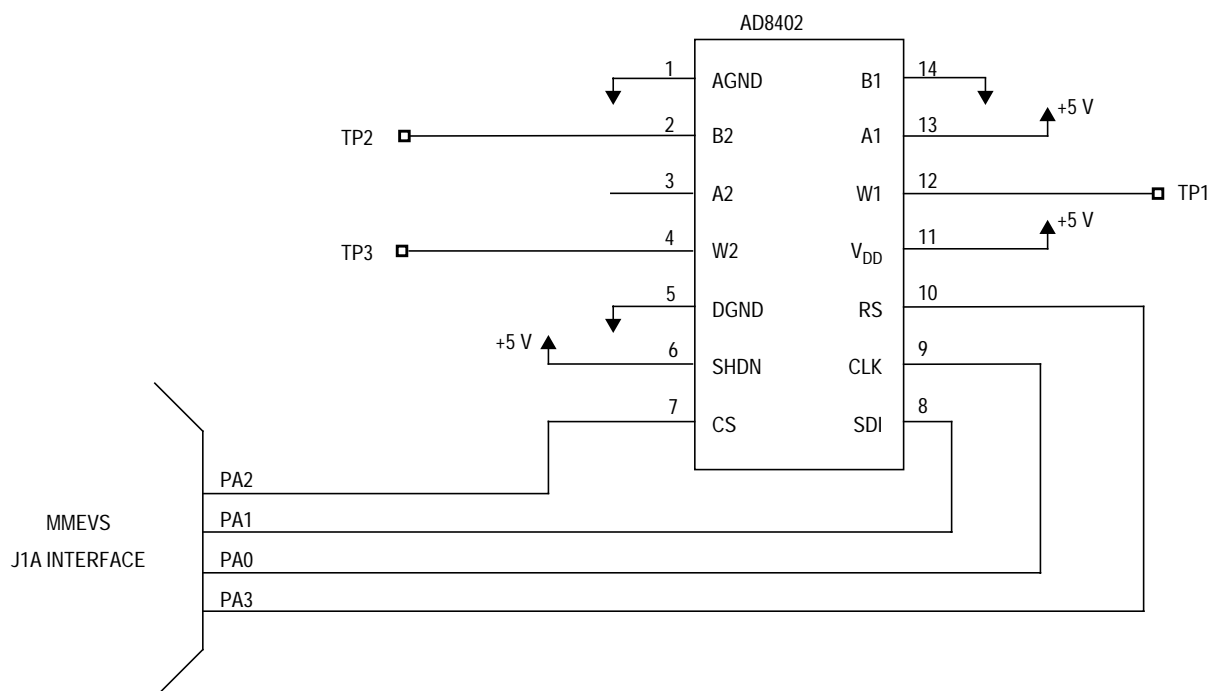 AD8402
1
AGND
B1
14
+5 V
TP2
2
B2
A1
13
3
A2
W1
12
TP1
+5 V
TP3
4
W2
VDD
11
5
DGND
RS
10
+5 V
6
SHDN
CLK
9
7
CS
SDI
8
PA2
MMEVS
J1A INTERFACE
PA1
PA0
PA3